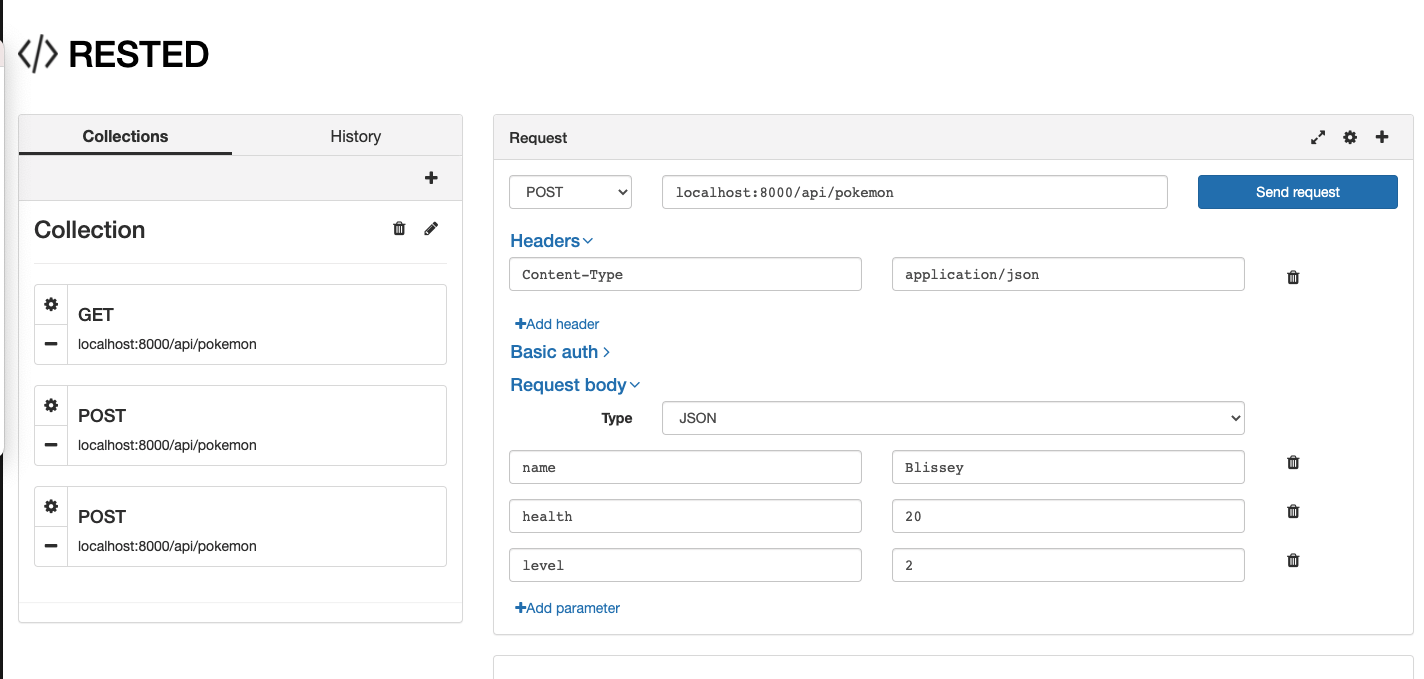 </> RESTED
Collections History
Collection
GET
localhost:8000/api/pokemon
POST
localhost:8000/api/pokemon
POST
localhost:8000/api/pokemon
Request
POST localhost:8000/api/pokemon Send request
Headers
Content-Type application/json
Add header
Basic auth
Request body
Type JSON
name Blissey
health 20
level 2
Add parameter